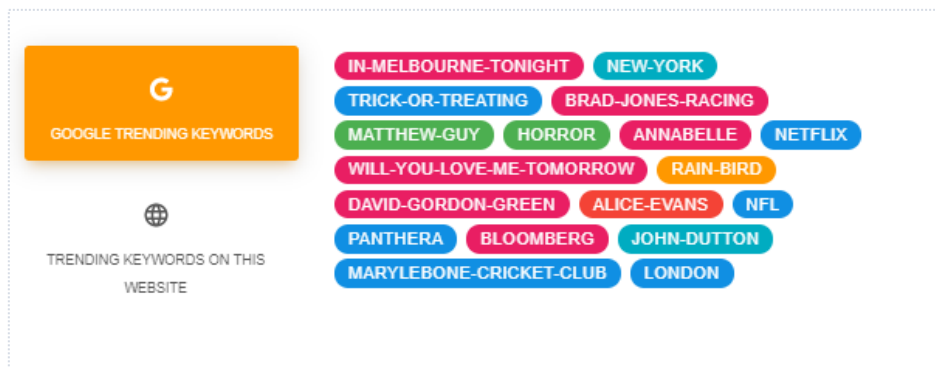 GOOGLE TRENDING KEYWORDS
TRENDING KEYWORDS ON THIS
WEBSITE
IN-MELBOURNE-TONIGHT NEW-YORK
TRICK-OR-TREATING BRAD-JONES-RACING
MATTHEW-GUY HORROR ANNABELLE NETFLIX
WILL-YOU-LOVE-ME-TOMORROW RAIN-BIRD
DAVID-GORDON-GREEN ALICE-EVANS NFL
PANTHERA BLOOMBERG JOHN-DUTTON
MARYLEBONE-CRICKET-CLUB LONDON